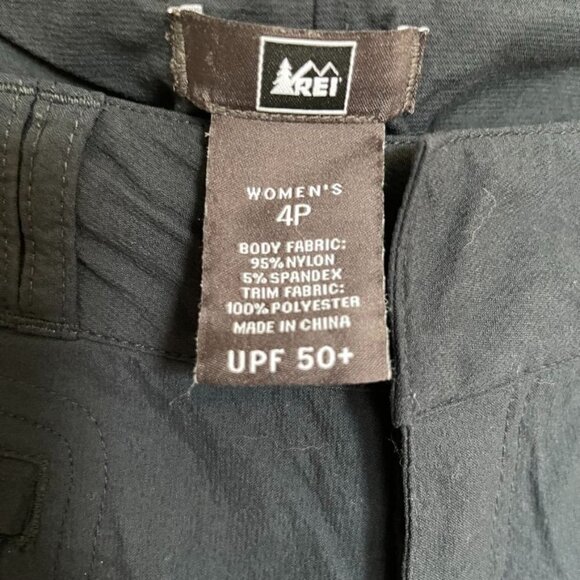 REI
WOMEN'S
4P
BODY FABRIC:
95% NYLON
5% SPANDEX
TRIM FABRIC:
100% POLYESTER
MADE IN CHINA
UPF 50+